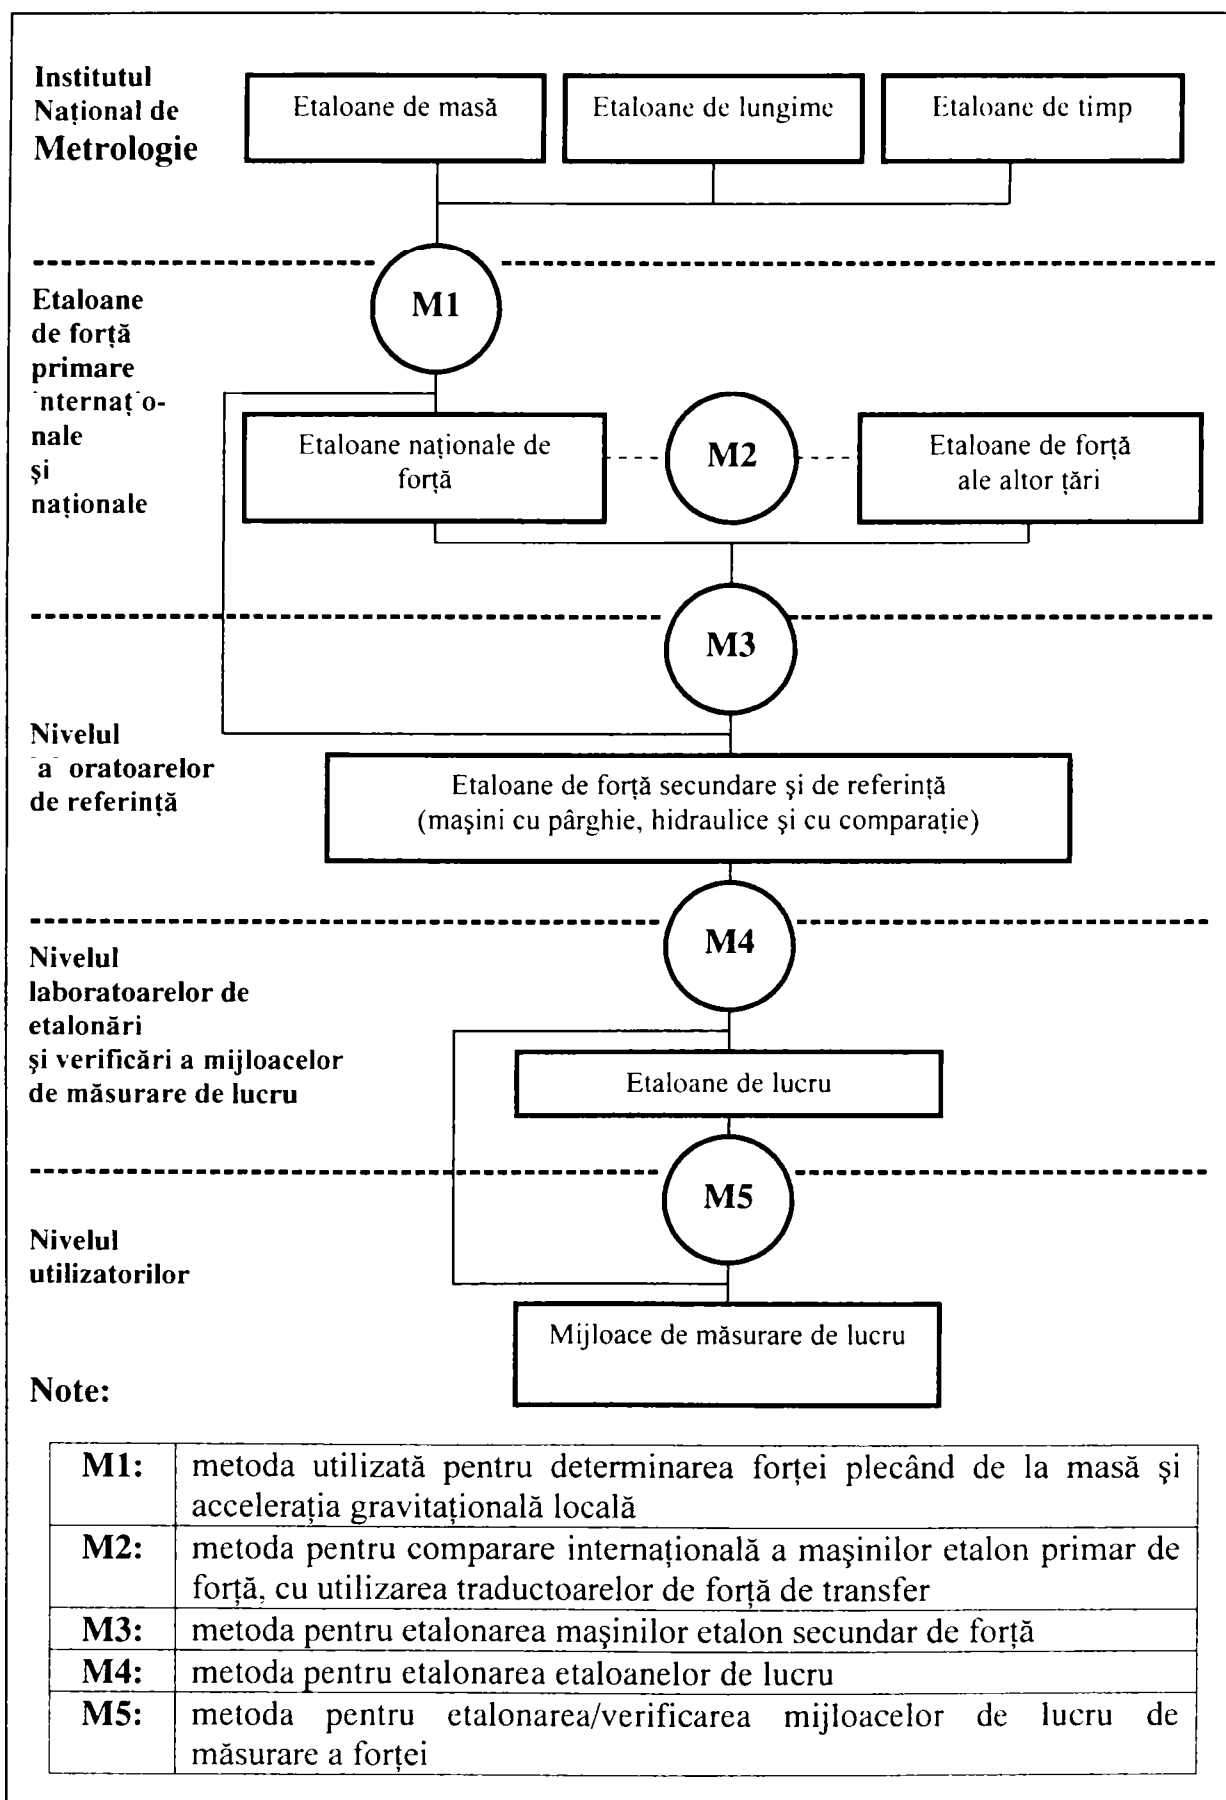 Institutul
Național de
Metrologie
Etaloane de masă
Etaloane de lungime
Etaloane de timp
M1
Etaloane
de forță
primare
nternaț o-
nale
și
naționale
Etaloane naționale de
forță
M2
Etaloane de forță
ale altor țări
M3
Nivelul
a oratoarelor
de referință
Etaloane de forță secundare și de referință
(mașini cu pârghie, hidraulice și cu comparație)
M4
Nivelul
laboratoarelor de
etalonări
și verificări a mijloacelor
de măsurare de lucru
Etaloane de lucru
M5
Nivelul
utilizatorilor
Mijloace de măsurare de lucru
Note:
M1: metoda utilizată pentru determinarea forței plecând de la masă și
accelerația gravitațională locală
M2: metoda pentru comparare internațională a mașinilor etalon primar de
forță, cu utilizarea traductoarelor de forță de transfer
M3: metoda pentru etalonarea mașinilor etalon secundar de forță
M4: metoda pentru etalonarea etaloanelor de lucru
M5: metoda pentru etalonarea/verificarea mijloacelor de lucru de
măsurare a forței